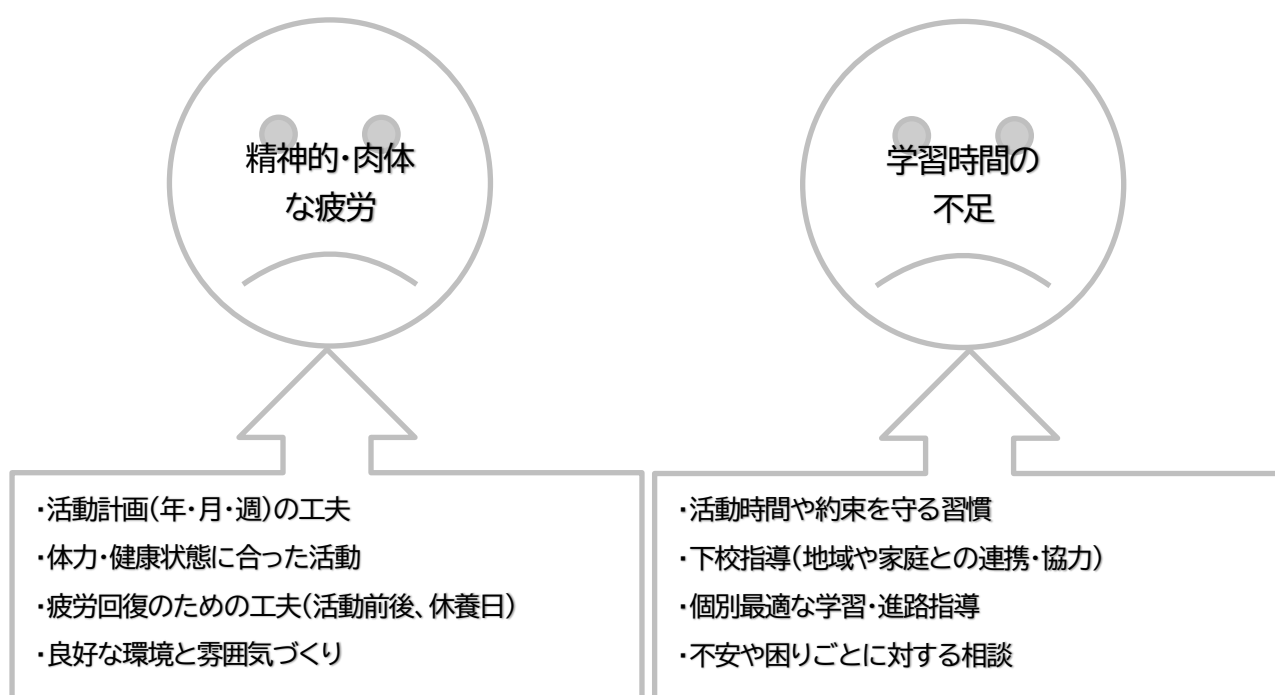 精神的・肉体
な疲労
学習時間の
不足
・活動計画(年・月・週)の工夫
・体力・健康状態に合った活動
・疲労回復のための工夫(活動前後、休養日)
・良好な環境と雰囲気づくり
・活動時間や約束を守る習慣
・下校指導(地域や家庭との連携・協力)
・個別最適な学習・進路指導
・不安や困りごとに対する相談